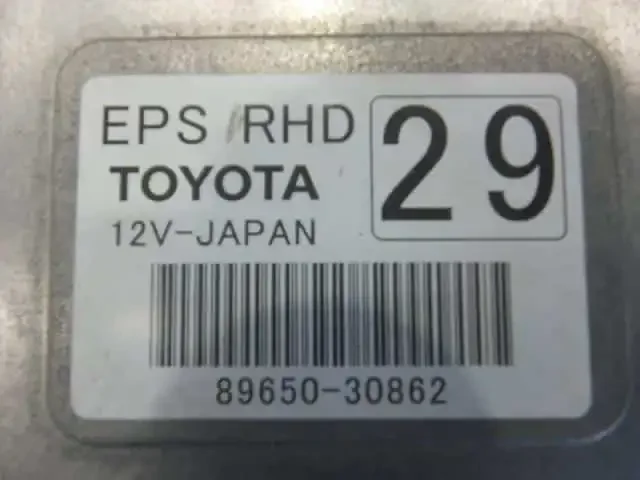 EPS RHD
29
TOYOTA
12V-JAPAN
89650-30862